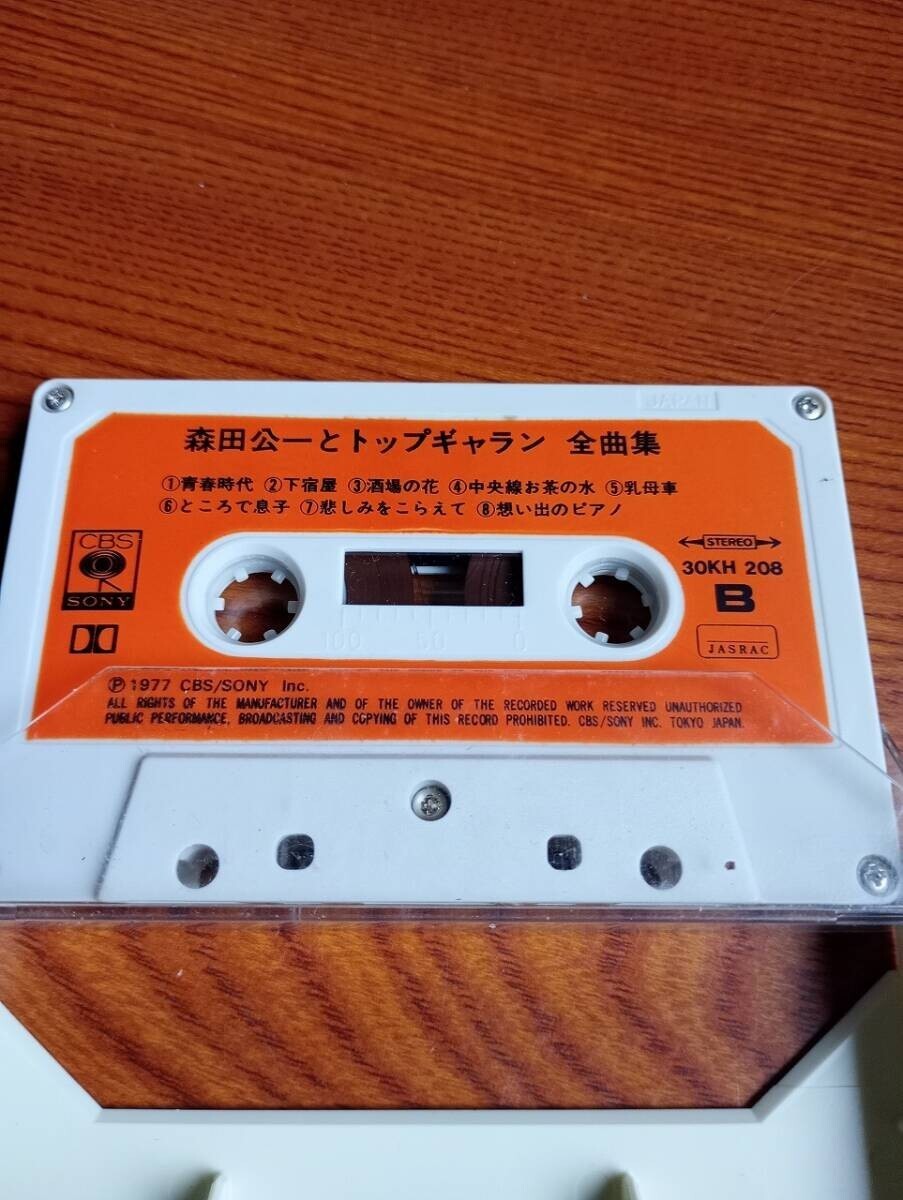 JAPAN
森田公一とトップギャラン 全曲集
①青春時代 ②下宿屋 ③酒場の花 ④中央線お茶の水 ⑤乳母車
⑥ところで息子 ⑦悲しみをこらえて ⑧想い出のピアノ
CBS
SONY
STEREO
30KH 208
B
JASRAC
100 50 0
Ⓟ 1977 CBS/SONY Inc.
ALL RIGHTS OF THE MANUFACTURER AND OF THE OWNER OF THE RECORDED WORK RESERVED UNAUTHORIZED
PUBLIC PERFORMANCE, BROADCASTING AND COPYING OF THIS RECORD PROHIBITED. CBS/SONY INC. TOKYO JAPAN.